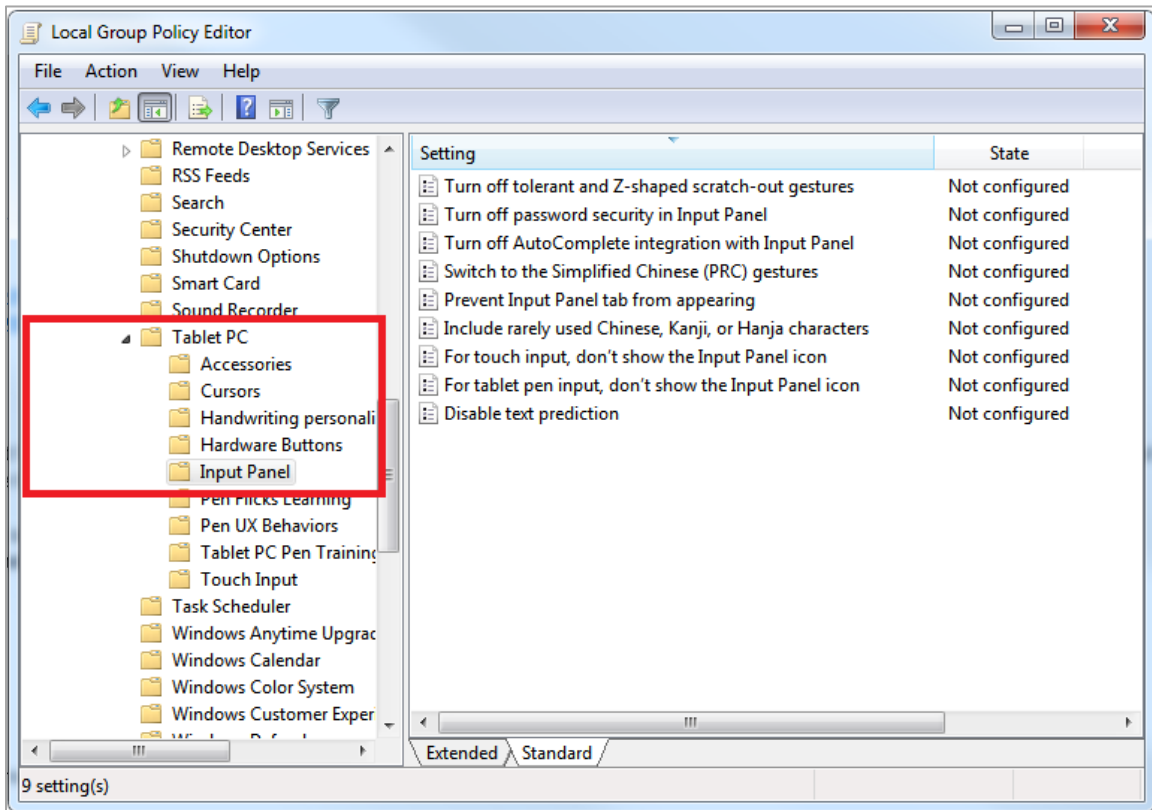 Local Group Policy Editor
File Action View Help
Remote Desktop Services
RSS Feeds
Search
Security Center
Shutdown Options
Smart Card
Sound Recorder
Tablet PC
Accessories
Cursors
Handwriting personali
Hardware Buttons
Input Panel
Pen Flicks Learning
Pen UX Behaviors
Tablet PC Pen Training
Touch Input
Task Scheduler
Windows Anytime Upgrad
Windows Calendar
Windows Color System
Windows Customer Exper
Setting State
Turn off tolerant and Z-shaped scratch-out gestures Not configured
Turn off password security in Input Panel Not configured
Turn off AutoComplete integration with Input Panel Not configured
Switch to the Simplified Chinese (PRC) gestures Not configured
Prevent Input Panel tab from appearing Not configured
Include rarely used Chinese, Kanji, or Hanja characters Not configured
For touch input, don't show the Input Panel icon Not configured
For tablet pen input, don't show the Input Panel icon Not configured
Disable text prediction Not configured
Extended Standard
9 setting(s)